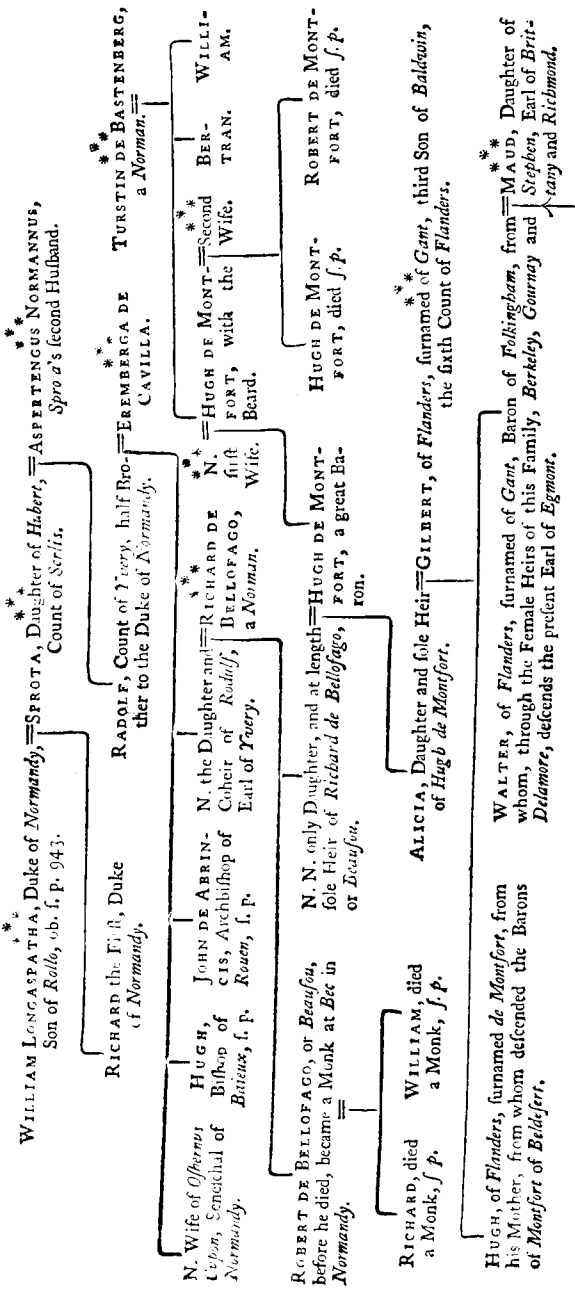 WILLIAM LONGASPATHA, Duke of Normandy,═SPROTA, Daughter of Hubert,═ASPERTENGUS NORMANNUS,
Son of Rollo, ob. ſ. p. 943.
Count of
Sprota's ſecond Huſband.
RICHARD the Firſt, Duke
of Normandy.
RADOLF, Count of Yvery, half Bro-═EREMBERGA DE
ther to the Duke of Normandy.
CAVILLA.
TURSTIN DE BASTENBERG,
a Norman.═
N. Wife of Oſbernus
Seneſchal of
Normandy.
HUGH,
Biſhop of
Baieux, ſ. p.
JOHN DE ABRIN-
CIS, Archbiſhop of
Rouen, ſ. p.
N. the Daughter and═RICHARD DE
Coheir of Radulf,
Earl of Yvery.
BELLOFAGO,
a Norman.
N.
firſt
Wife.
═HUGH DE MONT-═Second
FORT, with the
Beard.
Wife.
BER-
TRAN.
WILLI-
AM.
ROBERT DE BELLOFAGO, or Beaufou,
before he died, became a Monk at Bec in
Normandy.
═
N. N. only Daughter, and at length═HUGH DE MONT-
ſole Heir of Richard de Bellofago,
or Beaufou.
FORT, a great Ba-
ron.
HUGH DE MONT-
FORT, died ſ. p.
ROBERT DE MONT-
FORT, died ſ. p.
RICHARD, died
a Monk, ſ p.
WILLIAM, died
a Monk, ſ. p.
ALICIA, Daughter and ſole Heir═GILBERT, of Flanders, ſurnamed of Gant, third Son of Baldwin,
of Hugh de Montfort.
the ſixth Count of Flanders.
HUGH, of Flanders, ſurnamed de Montfort, from
his Mother, from whom deſcended the Barons
of Montfort of Beldeſert.
WALTER, of Flanders, ſurnamed of Gant, Baron of Folkingham, from═MAUD, Daughter of
whom, through the Female Heirs of this Family, Berkeley, Gournay and
Delamore, deſcends the preſent Earl of Egmont.
Stephen, Earl of Brit-
tany and Richmond.